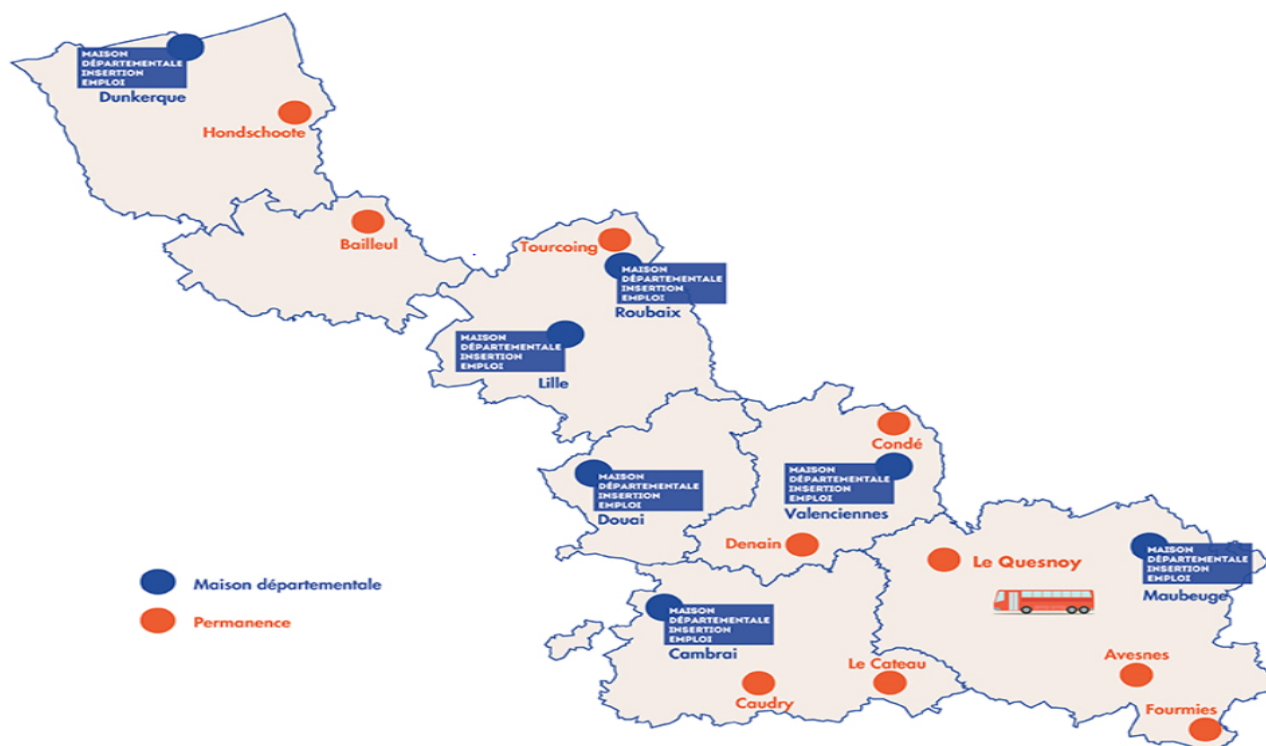 MAISON
DÉPARTEMENTALE
INSERTION
EMPLOI
Dunkerque
Hondschoote
Bailleul
Tourcoing
MAISON
DÉPARTEMENTALE
INSERTION
EMPLOI
Roubaix
MAISON
DÉPARTEMENTALE
INSERTION
EMPLOI
Lille
Condé
MAISON
DÉPARTEMENTALE
INSERTION
EMPLOI
Douai
MAISON
DÉPARTEMENTALE
INSERTION
EMPLOI
Valenciennes
Denain
Le Quesnoy
MAISON
DÉPARTEMENTALE
INSERTION
EMPLOI
Maubeuge
Maison départementale
Permanence
MAISON
DÉPARTEMENTALE
INSERTION
EMPLOI
Cambrai
Le Cateau
Caudry
Avesnes
Fourmies